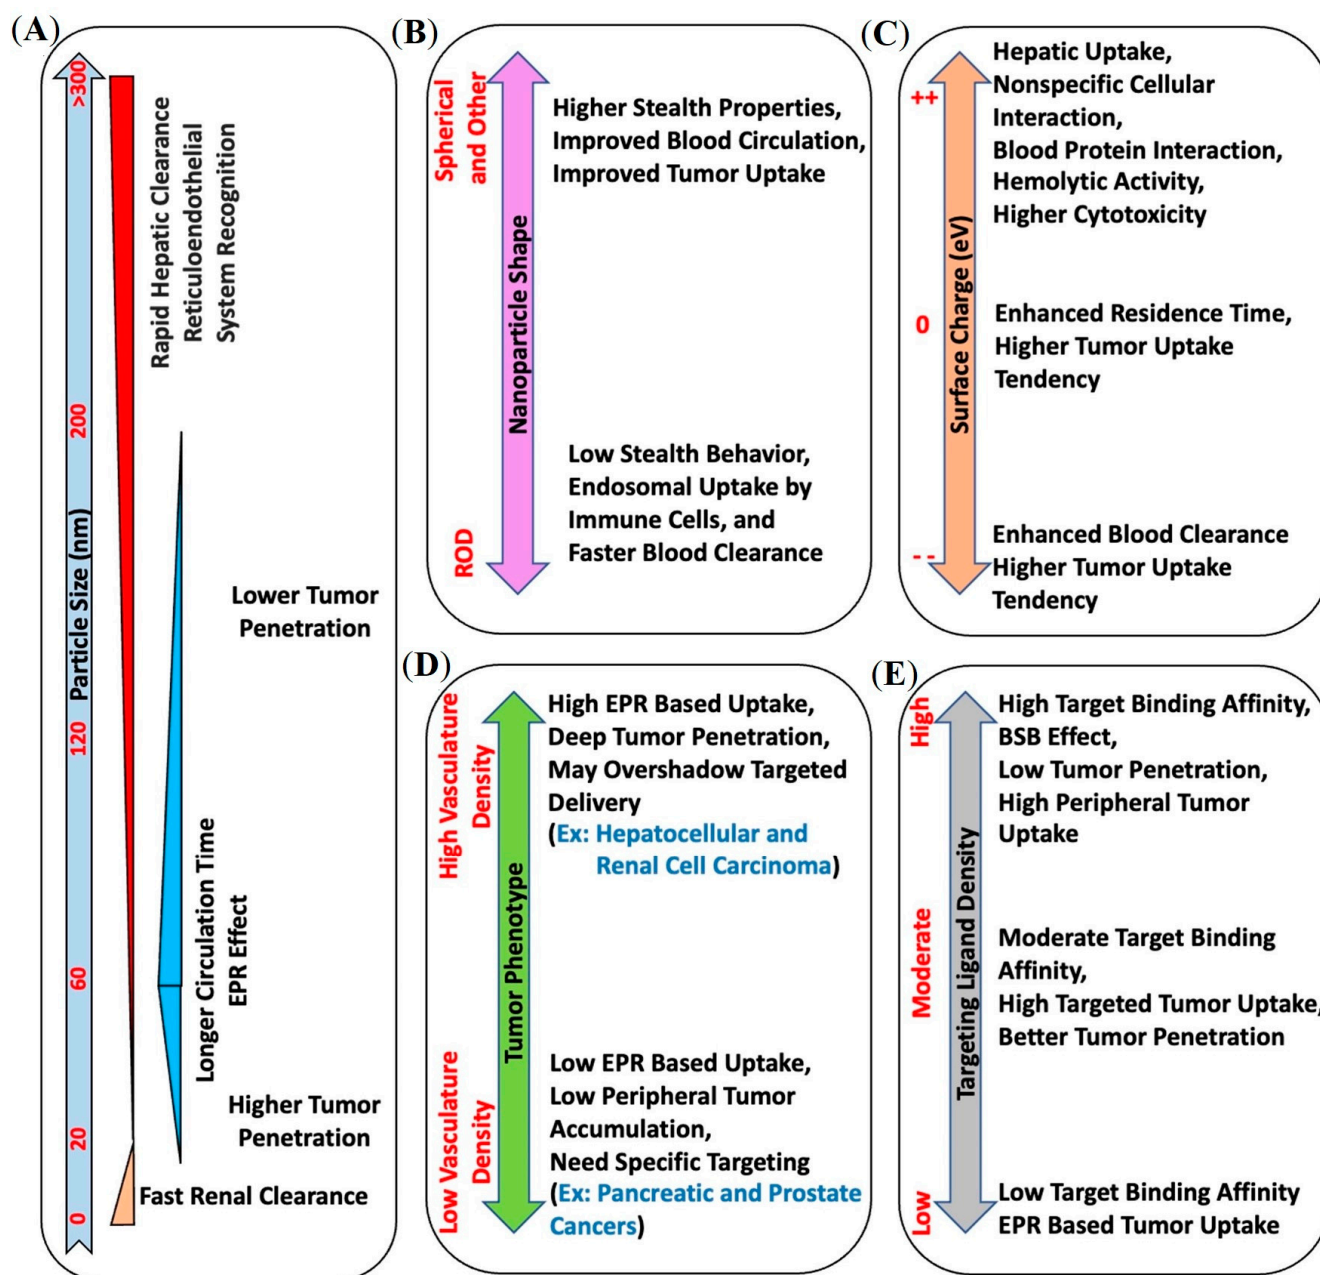 (A)
>300
200
120
60
20
0
Particle Size (nm)
Rapid Hepatic Clearance
Reticuloendothelial
System Recognition
Lower Tumor
Penetration
Longer Circulation Time
EPR Effect
Higher Tumor
Penetration
Fast Renal Clearance
(B)
Spherical
and Other
Nanoparticle Shape
ROD
Higher Stealth Properties,
Improved Blood Circulation,
Improved Tumor Uptake
Low Stealth Behavior,
Endosomal Uptake by
Immune Cells, and
Faster Blood Clearance
(C)
++
0
--
Surface Charge (eV)
Hepatic Uptake,
Nonspecific Cellular
Interaction,
Blood Protein Interaction,
Hemolytic Activity,
Higher Cytotoxicity
Enhanced Residence Time,
Higher Tumor Uptake
Tendency
Enhanced Blood Clearance
Higher Tumor Uptake
Tendency
(D)
High Vasculature
Density
Tumor Phenotype
Low Vasculature
Density
High EPR Based Uptake,
Deep Tumor Penetration,
May Overshadow Targeted
Delivery
(Ex: Hepatocellular and
Renal Cell Carcinoma)
Low EPR Based Uptake,
Low Peripheral Tumor
Accumulation,
Need Specific Targeting
(Ex: Pancreatic and Prostate
Cancers)
(E)
High
Moderate
Low
Targeting Ligand Density
High Target Binding Affinity,
BSB Effect,
Low Tumor Penetration,
High Peripheral Tumor
Uptake
Moderate Target Binding
Affinity,
High Targeted Tumor Uptake,
Better Tumor Penetration
Low Target Binding Affinity
EPR Based Tumor Uptake